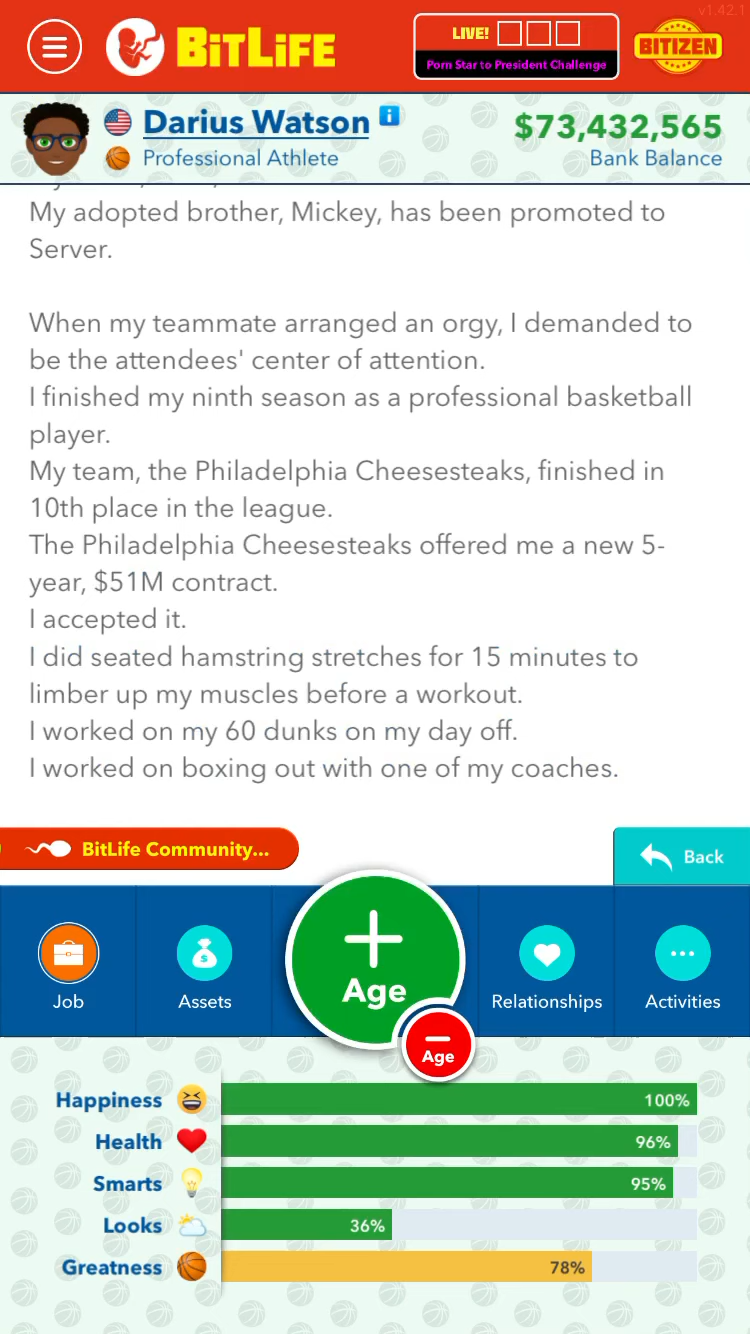 v1.42.1
BITLIFE
LIVE!
Porn Star to President Challenge
BITIZEN
Darius Watson
$73,432,565
Professional Athlete
Bank Balance
My adopted brother, Mickey, has been promoted to
Server.
When my teammate arranged an orgy, I demanded to
be the attendees' center of attention.
I finished my ninth season as a professional basketball
player.
My team, the Philadelphia Cheesesteaks, finished in
10th place in the league.
The Philadelphia Cheesesteaks offered me a new 5-
year, $51M contract.
I accepted it.
I did seated hamstring stretches for 15 minutes to
limber up my muscles before a workout.
I worked on my 60 dunks on my day off.
I worked on boxing out with one of my coaches.
BitLife Community...
Back
Job
Assets
Age
Relationships
Activities
Age
Happiness 100%
Health 96%
Smarts 95%
Looks 36%
Greatness 78%